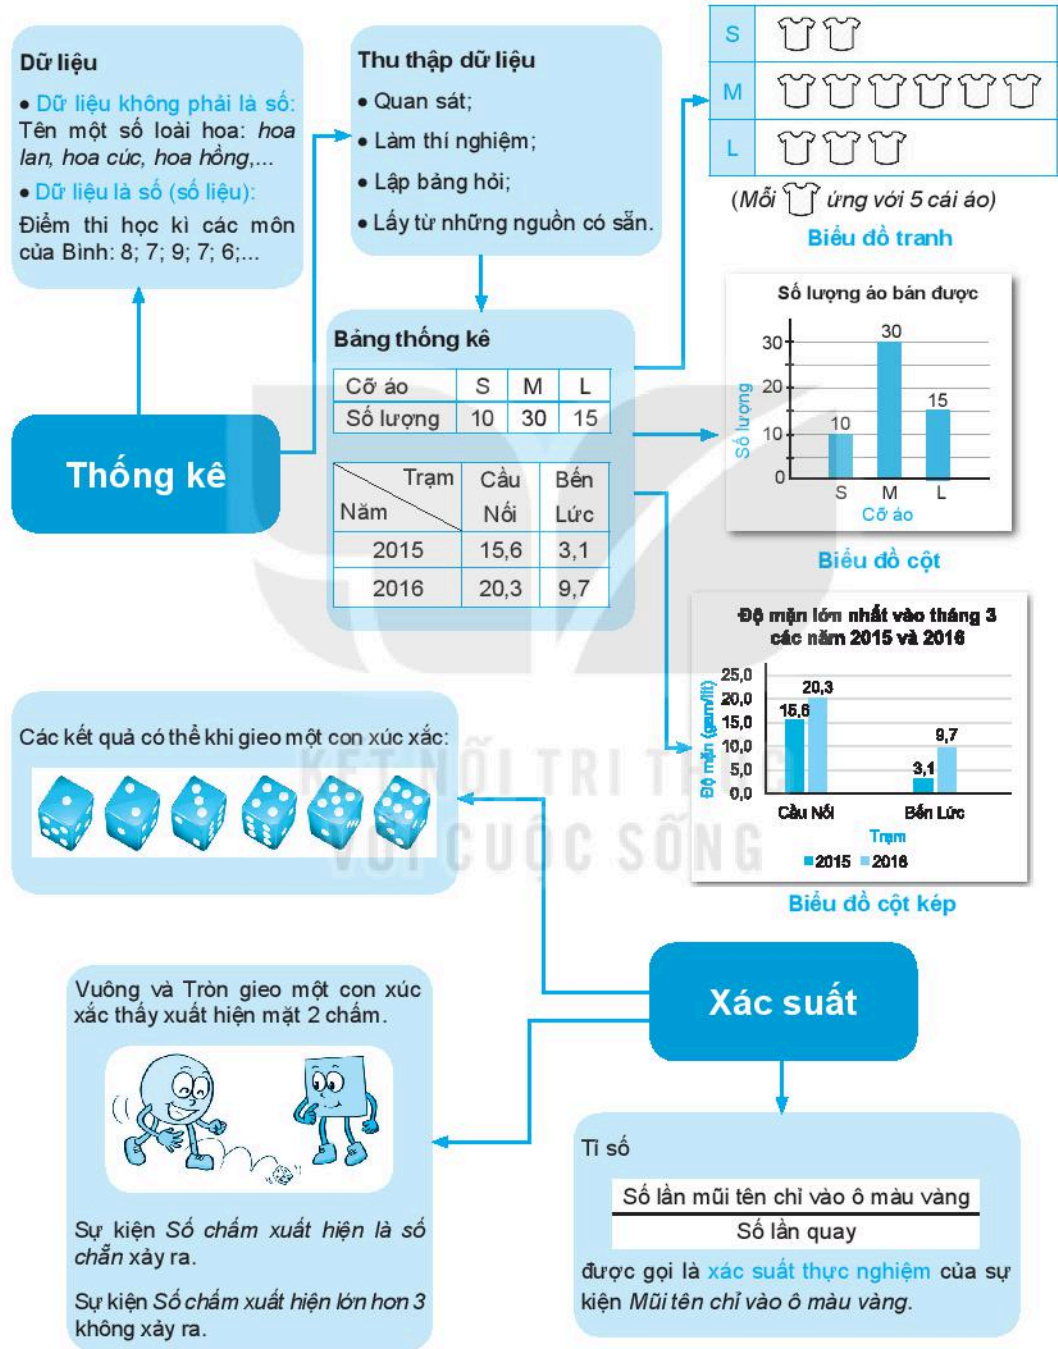 Dữ liệu
• Dữ liệu không phải là số:
Tên một số loài hoa: hoa
lan, hoa cúc, hoa hồng,...
• Dữ liệu là số (số liệu):
Điểm thi học kì các môn
của Bình: 8; 7; 9; 7; 6;...
Thu thập dữ liệu
• Quan sát;
• Làm thí nghiệm;
• Lập bảng hỏi;
• Lấy từ những nguồn có sẵn.
S
M
L
(Mỗi ứng với 5 cái áo)
Biểu đồ tranh
Thống kê
Bảng thống kê
Cỡ áo S M L
Số lượng 10 30 15
Trạm Cầu Bến
Năm Nối Lức
2015 15,6 3,1
2016 20,3 9,7
Số lượng áo bán được
Số lượng
30
20
10
0
10
30
15
S M L
Cỡ áo
Biểu đồ cột
Độ mặn lớn nhất vào tháng 3
các năm 2015 và 2016
Độ mặn (gam/lít)
25,0
20,0
15,0
10,0
5,0
0,0
15,6
20,3
3,1
9,7
Cầu Nối Bến Lức
Trạm
2015 2016
Biểu đồ cột kép
Các kết quả có thể khi gieo một con xúc xắc:
KẾT NỐI TRI THỨC
VỚI CUỘC SỐNG
Xác suất
Vuông và Tròn gieo một con xúc
xắc thấy xuất hiện mặt 2 chấm.
Sự kiện Số chấm xuất hiện là số
chẵn xảy ra.
Sự kiện Số chấm xuất hiện lớn hơn 3
không xảy ra.
Tỉ số
Số lần mũi tên chỉ vào ô màu vàng
Số lần quay
được gọi là xác suất thực nghiệm của sự
kiện Mũi tên chỉ vào ô màu vàng.